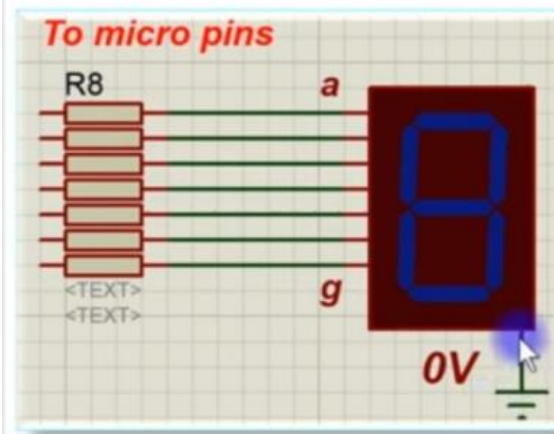 To micro pins
R8
a
<TEXT>
<TEXT>
g
0V